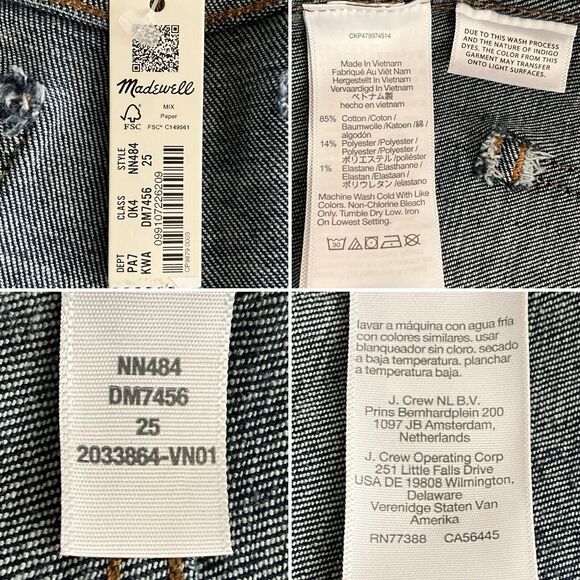 Madewell
FSC
MIX
Paper
FSC® C149561
DEPT CLASS STYLE
PA7 0K4 NN484
KWA DM7456 25
099107226209
CP9879.0003
CKP479974514
Made In Vietnam
Fabriqué Au Viêt Nam
Hergestellt In Vietnam
Vervaardigd In Vietnam
ベトナム製
hecho en vietnam
85% Cotton /Coton /
Baumwolle /Katoen /綿 /
algodón
14% Polyester /Polyester /
Polyester /Polyester /
ポリエステル /poliéster
1% Elastane /Élasthanne /
Elastan /Elastaan /
ポリウレタン /elastano
Machine Wash Cold With Like
Colors. Non-Chlorine Bleach
Only. Tumble Dry Low. Iron
On Lowest Setting.
30
DUE TO THIS WASH PROCESS
AND THE NATURE OF INDIGO
DYES, THE COLOR FROM THIS
GARMENT MAY TRANSFER
ONTO LIGHT SURFACES.
NN484
DM7456
25
2033864-VN01
lavar a máquina con agua fría
con colores similares. usar
blanqueador sin cloro. secado
a baja temperatura. planchar
a temperatura baja.
J. Crew NL B.V.
Prins Bernhardplein 200
1097 JB Amsterdam,
Netherlands
J. Crew Operating Corp
251 Little Falls Drive
USA DE 19808 Wilmington,
Delaware
Verenidge Staten Van
Amerika
RN77388 CA56445